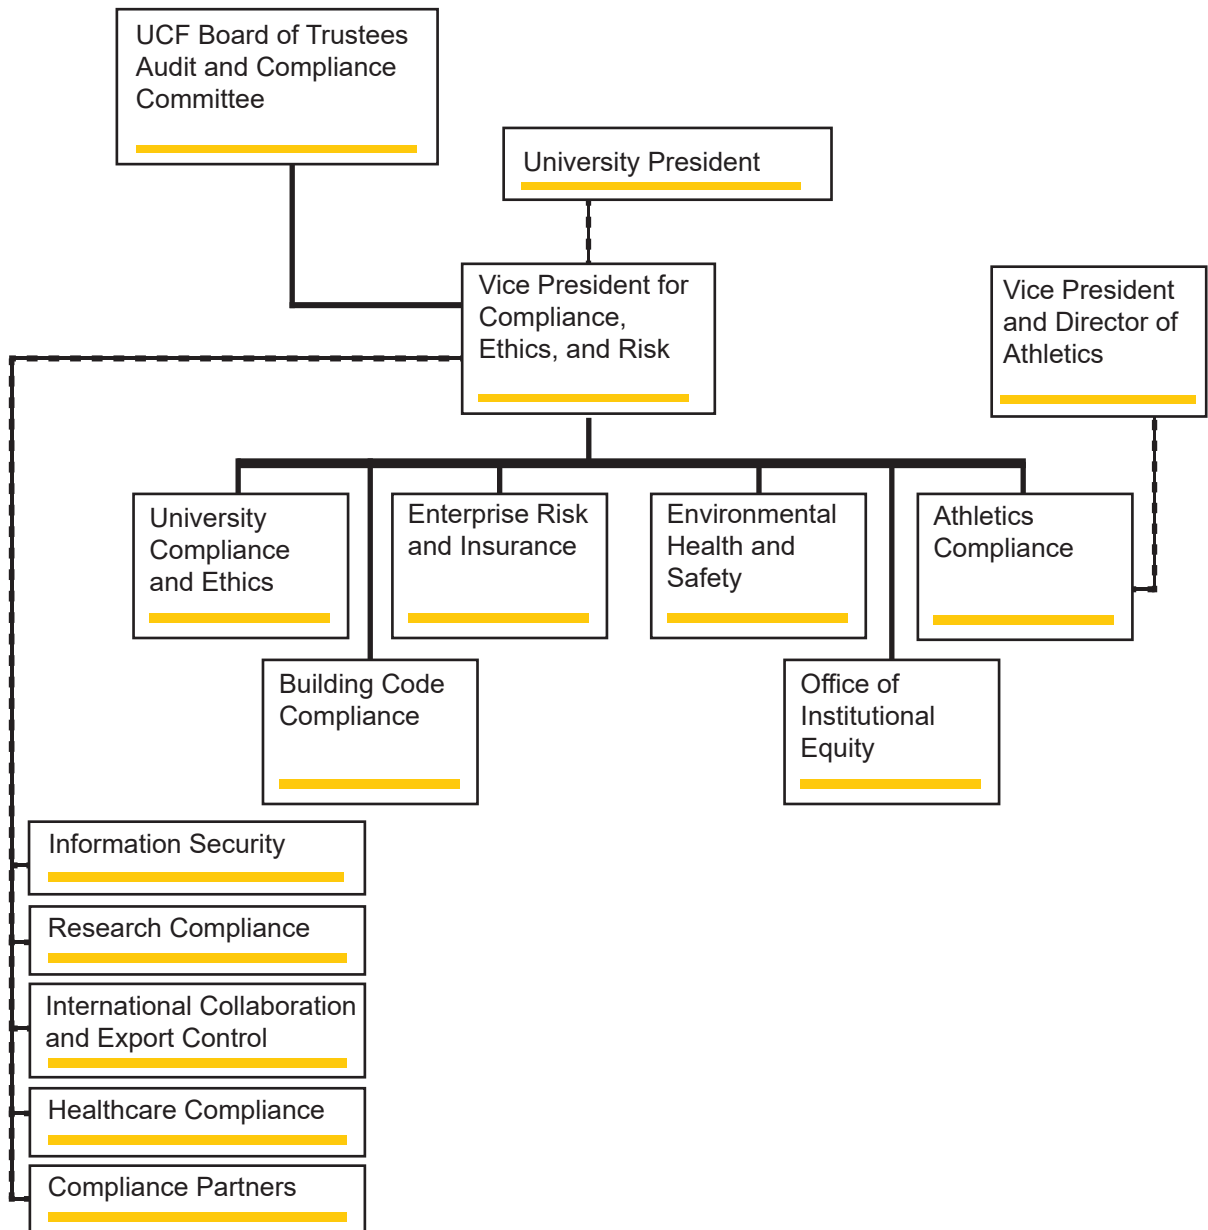 UCF Board of Trustees
Audit and Compliance
Committee
University President
Vice President for
Compliance,
Ethics, and Risk
Vice President
and Director of
Athletics
University
Compliance
and Ethics
Enterprise Risk
and Insurance
Environmental
Health and
Safety
Athletics
Compliance
Building Code
Compliance
Office of
Institutional
Equity
Information Security
Research Compliance
International Collaboration
and Export Control
Healthcare Compliance
Compliance Partners